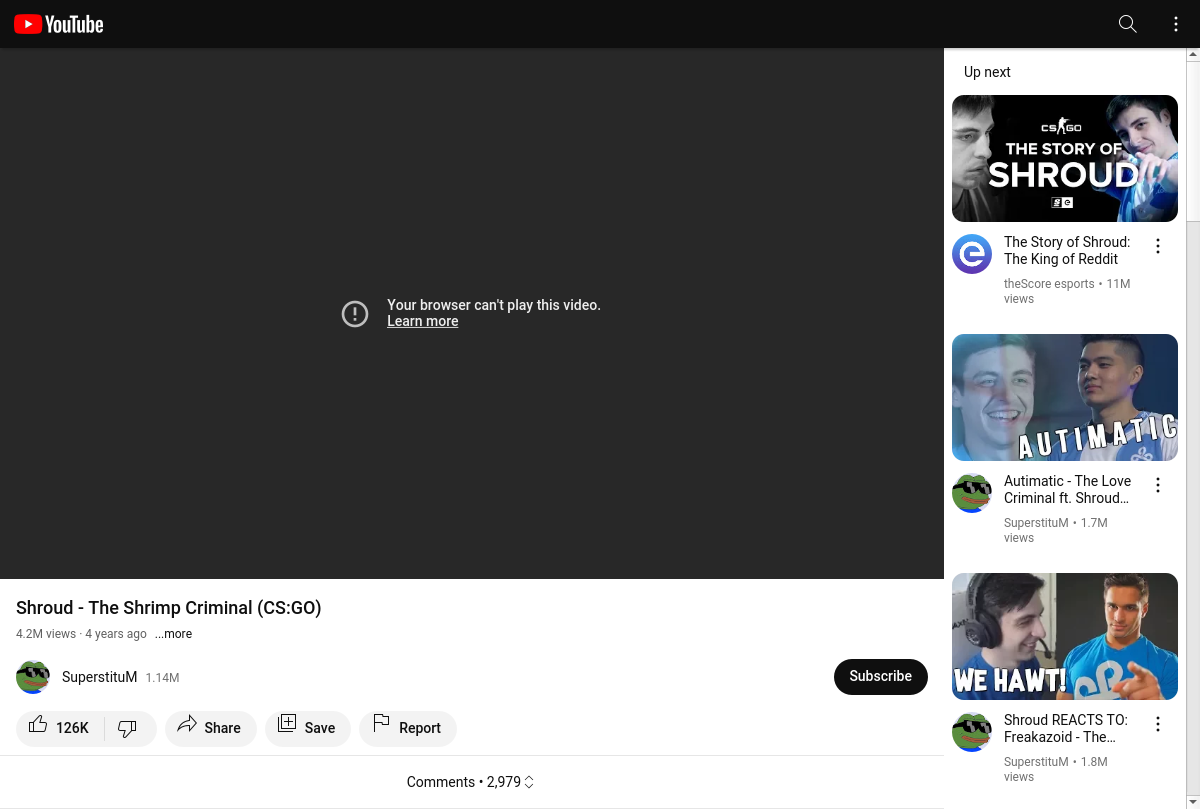 YouTube
Your browser can't play this video.
Learn more
Shroud - The Shrimp Criminal (CS:GO)
4.2M views · 4 years ago ...more
SuperstituM 1.14M
Subscribe
126K
Share
Save
Report
Comments • 2,979
Up next
CS GO
THE STORY OF
SHROUD
The Story of Shroud:
The King of Reddit
theScore esports • 11M
views
AUTIMATIC
Autimatic - The Love
Criminal ft. Shroud…
SuperstituM • 1.7M
views
WE HAWT!
Shroud REACTS TO:
Freakazoid - The…
SuperstituM • 1.8M
views